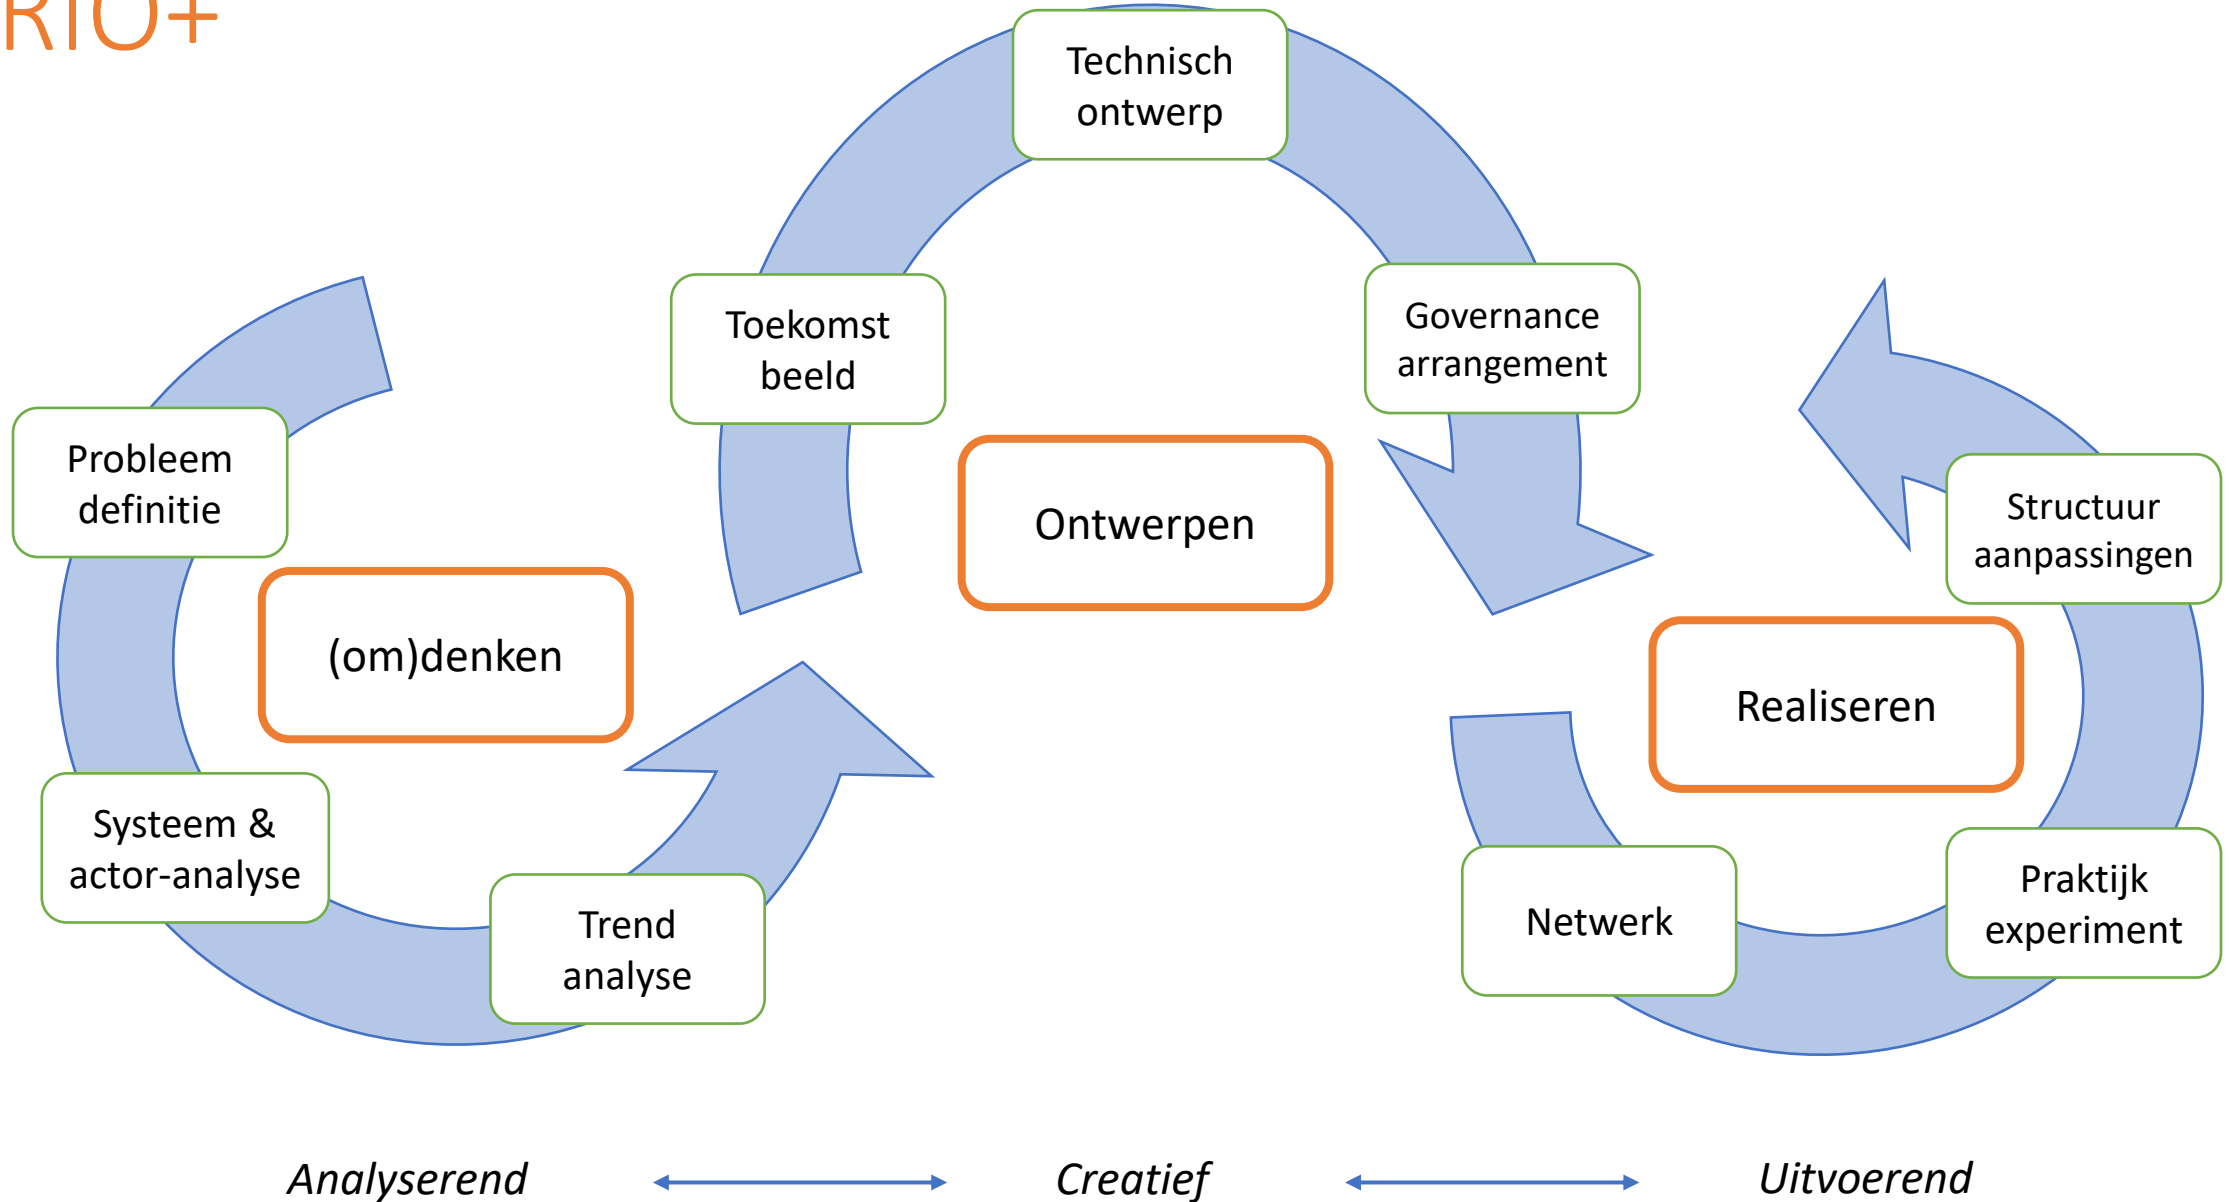 RIO+
Technisch
ontwerp
Toekomst
beeld
Governance
arrangement
Ontwerpen
Probleem
definitie
(om)denken
Systeem &
actor-analyse
Trend
analyse
Structuur
aanpassingen
Realiseren
Netwerk
Praktijk
experiment
Analyserend
Creatief
Uitvoerend